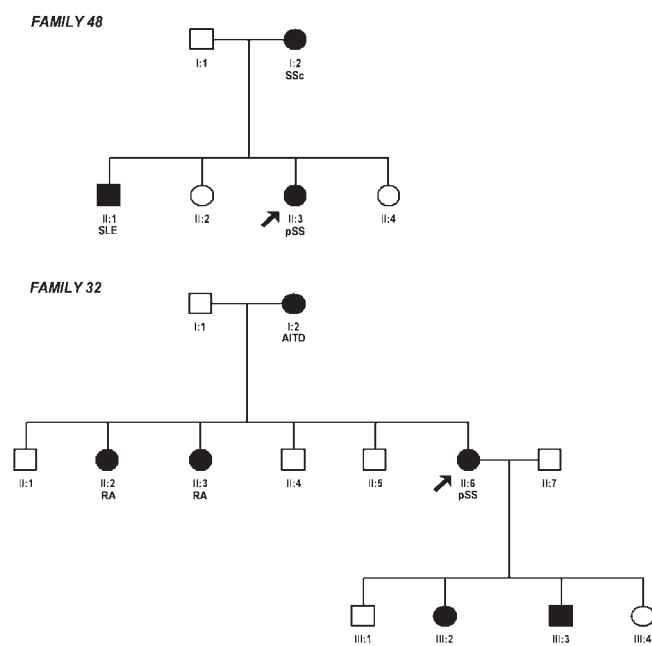 FAMILY 48
I:1
I:2
SSc
II:1
SLE
II:2
II:3
pSS
II:4
FAMILY 32
I:1
I:2
AITD
II:1
II:2
RA
II:3
RA
II:4
II:5
II:6
pSS
II:7
III:1
III:2
III:3
III:4